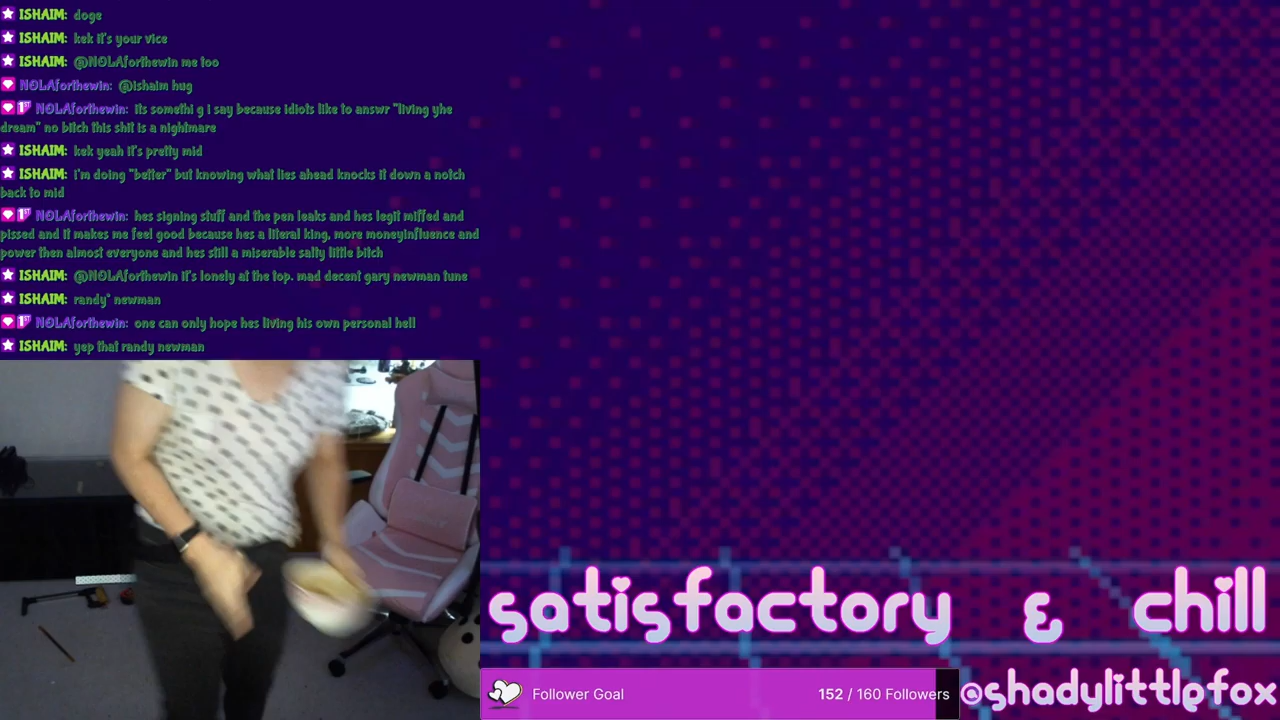 ISHAIM: doge
ISHAIM: kek it's your vice
ISHAIM: @NOLAforthewin me too
NOLAforthewin: @ishaim hug
NOLAforthewin: its somethi g i say because idiots like to answr "living yhe
dream" no bitch this shit is a nightmare
ISHAIM: kek yeah it's pretty mid
ISHAIM: i'm doing "better" but knowing what lies ahead knocks it down a notch
back to mid
NOLAforthewin: hes signing stuff and the pen leaks and hes legit miffed and
pissed and it makes me feel good because hes a literal king, more moneyinfluence and
power then almost everyone and hes still a miserable salty little bitch
ISHAIM: @NOLAforthewin it's lonely at the top. mad decent gary newman tune
ISHAIM: randy* newman
NOLAforthewin: one can only hope hes living his own personal hell
ISHAIM: yep that randy newman
satisfactory & chill
Follower Goal 152 / 160 Followers
@shadylittlefox